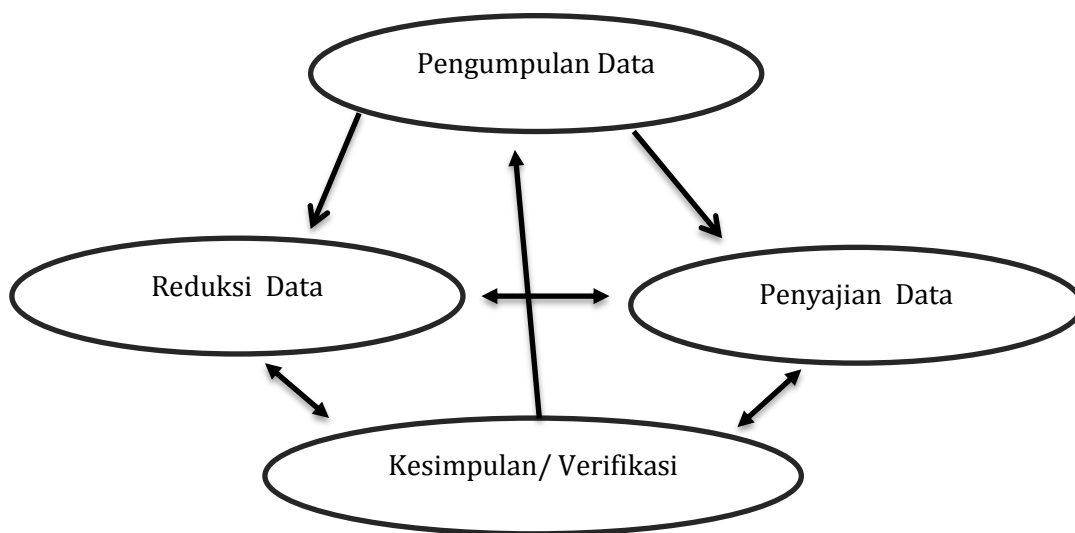 Pengumpulan Data
Reduksi Data
Penyajian Data
Kesimpulan/ Verifikasi